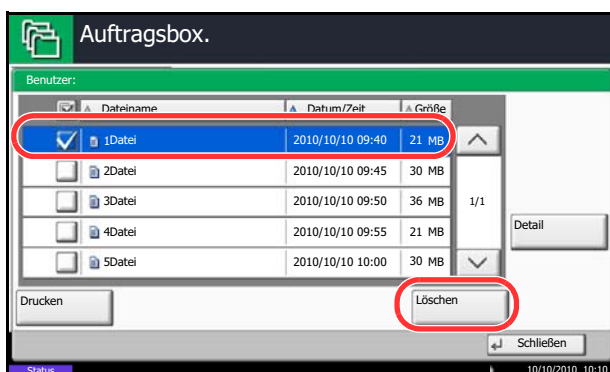 Auftragsbox.
Benutzer:
Dateiname Datum/Zeit Größe
1Datei 2010/10/10 09:40 21 MB
2Datei 2010/10/10 09:45 30 MB
3Datei 2010/10/10 09:50 36 MB
1/1
4Datei 2010/10/10 09:55 21 MB
Detail
5Datei 2010/10/10 10:00 30 MB
Drucken Löschen
Schließen
Status 10/10/2010 10:10